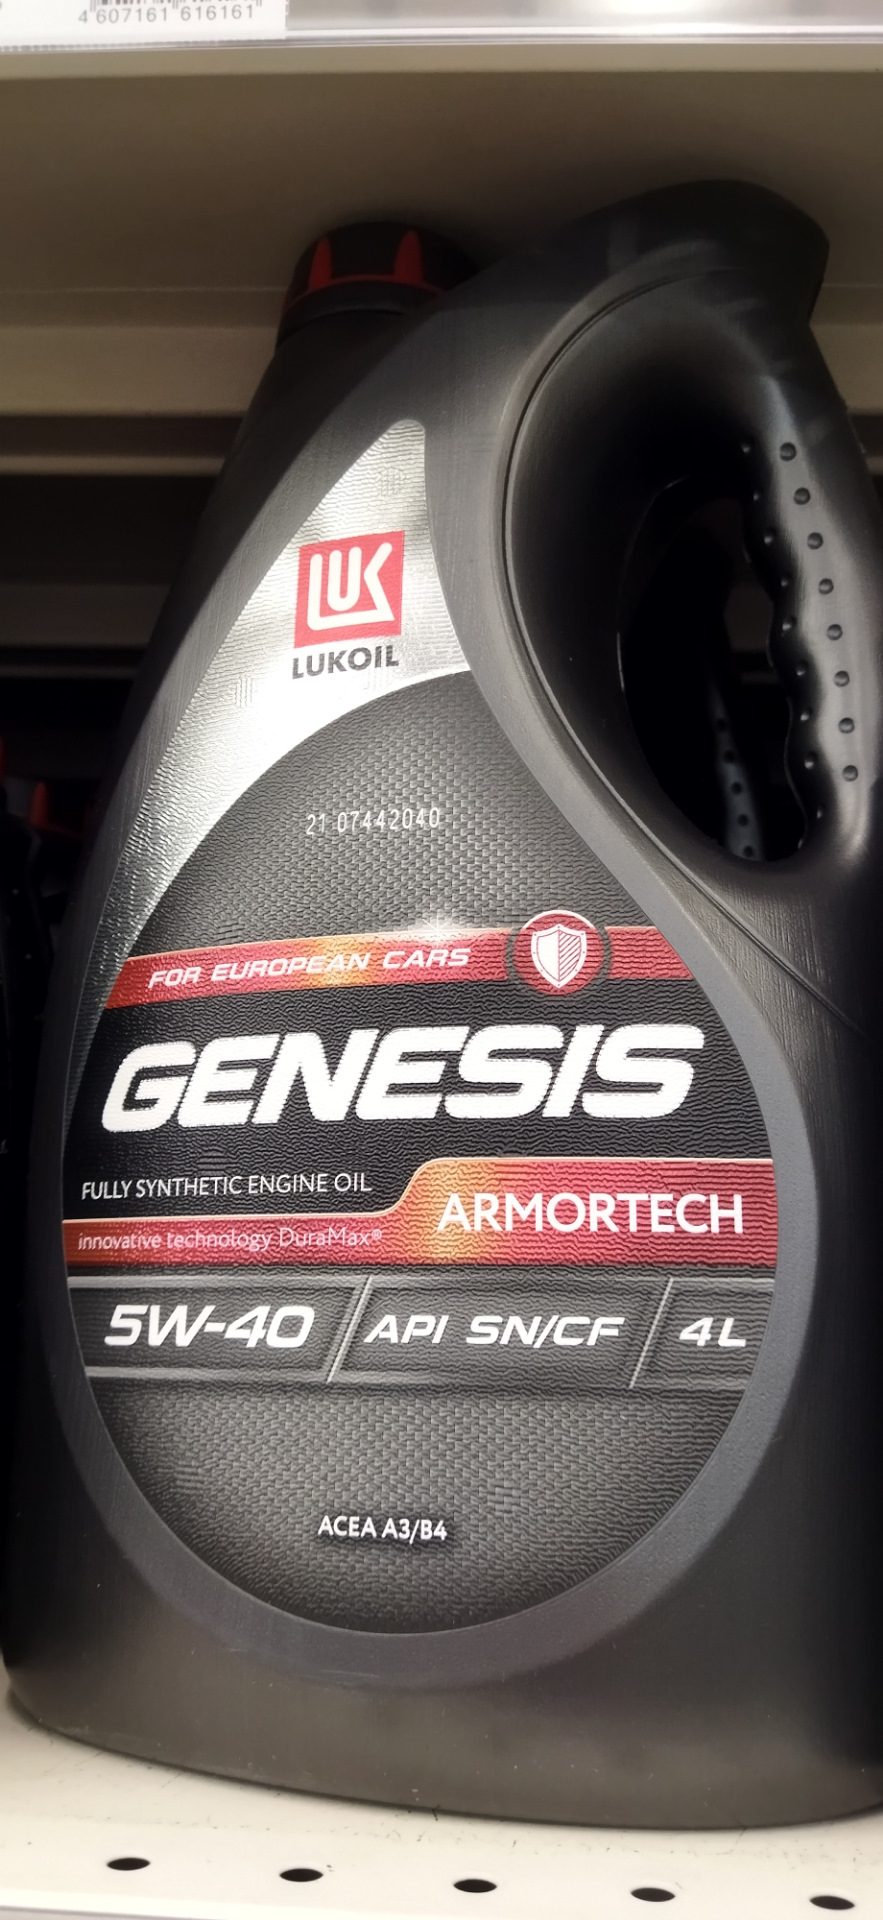 4 607161 616161
LUK
LUKOIL
21 07442040
FOR EUROPEAN CARS
GENESIS
FULLY SYNTHETIC ENGINE OIL
ARMORTECH
innovative technology DuraMax®
5W-40
API SN/CF
4L
ACEA A3/B4